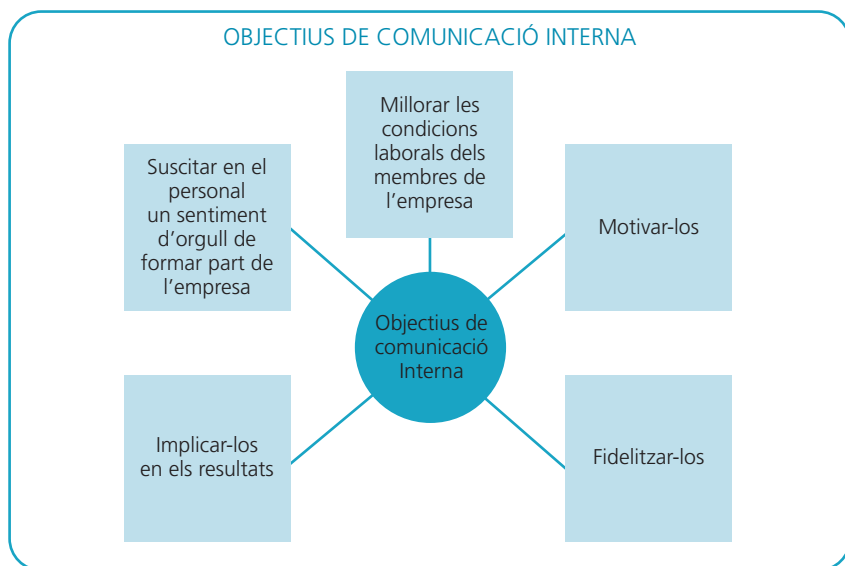 OBJECTIUS DE COMUNICACIÓ INTERNA
Millorar les
condicions
laborals dels
membres de
l’empresa
Suscitar en el
personal
un sentiment
d’orgull de
formar part de
l’empresa
Motivar-los
Objectius de
comunicació
Interna
Implicar-los
en els resultats
Fidelitzar-los